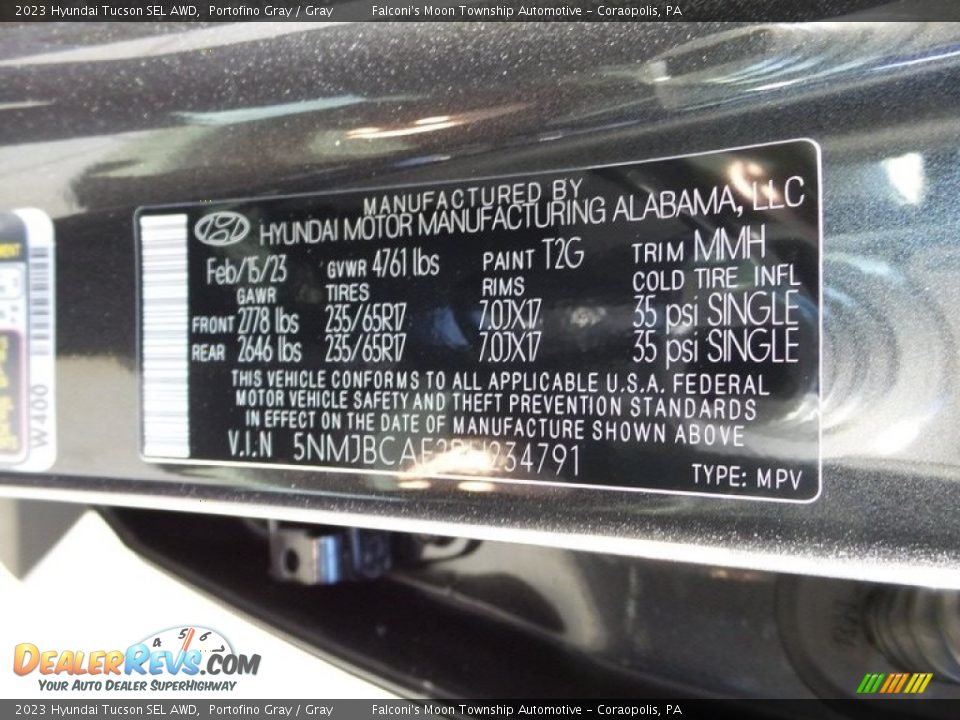 2023 Hyundai Tucson SEL AWD, Portofino Gray / Gray Falconi's Moon Township Automotive - Coraopolis, PA
MANUFACTURED BY
HYUNDAI MOTOR MANUFACTURING ALABAMA, LLC
Feb/15/23 GVWR 4761 lbs PAINT T2G TRIM MMH
GAWR TIRES RIMS COLD TIRE INFL
FRONT 2778 lbs 235/65R17 7.0JX17 35 psi SINGLE
REAR 2646 lbs 235/65R17 7.0JX17 35 psi SINGLE
THIS VEHICLE CONFORMS TO ALL APPLICABLE U.S.A. FEDERAL
MOTOR VEHICLE SAFETY AND THEFT PREVENTION STANDARDS
IN EFFECT ON THE DATE OF MANUFACTURE SHOWN ABOVE
V.I.N
TYPE: MPV
W400
4 5 6
DEALERREVS.COM
YOUR AUTO DEALER SUPERHIGHWAY
2023 Hyundai Tucson SEL AWD, Portofino Gray / Gray Falconi's Moon Township Automotive - Coraopolis, PA